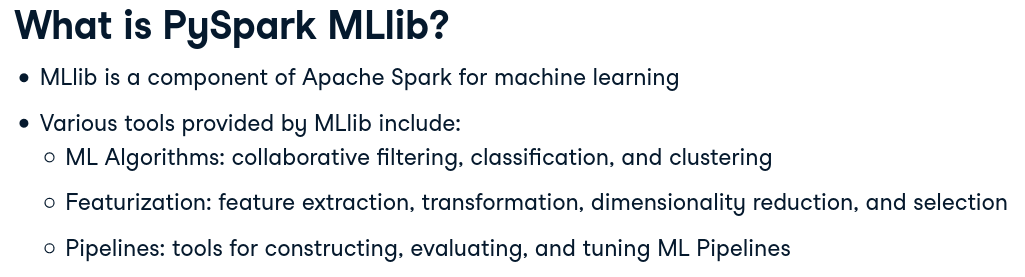 What is PySpark MLlib?
• MLlib is a component of Apache Spark for machine learning
• Various tools provided by MLlib include:
○ ML Algorithms: collaborative filtering, classification, and clustering
○ Featurization: feature extraction, transformation, dimensionality reduction, and selection
○ Pipelines: tools for constructing, evaluating, and tuning ML Pipelines